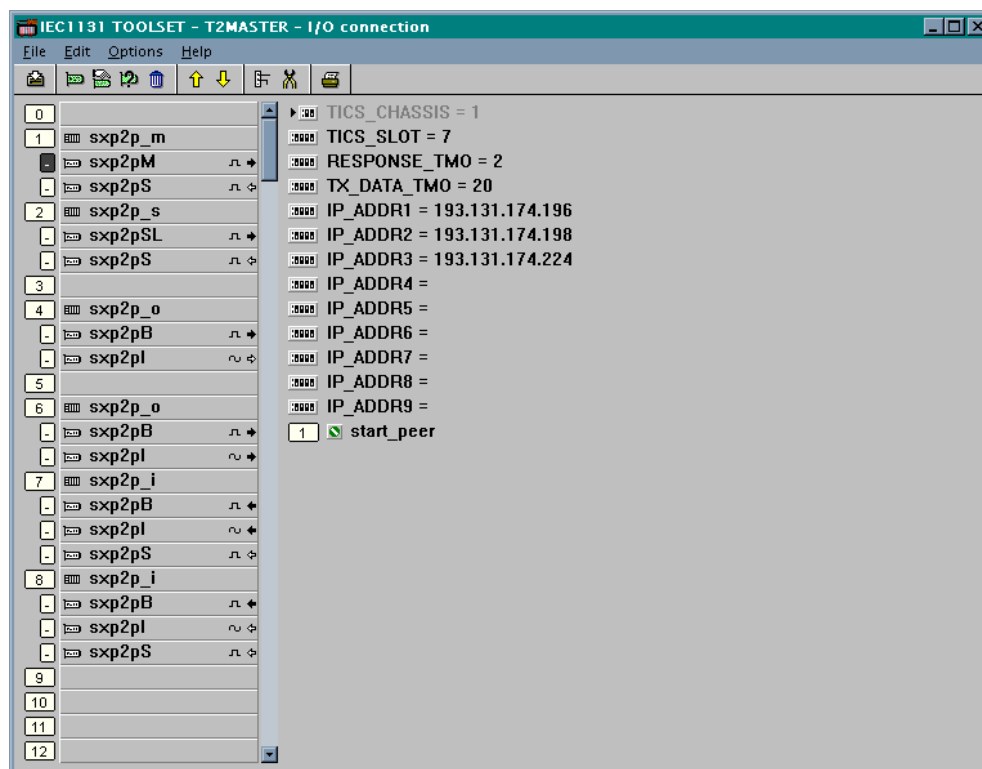 IEC1131 TOOLSET - T2MASTER - I/O connection
File Edit Options Help
0
1 sxp2p_m
- sxp2pM
- sxp2pS
2 sxp2p_s
- sxp2pSL
- sxp2pS
3
4 sxp2p_o
- sxp2pB
- sxp2pI
5
6 sxp2p_o
- sxp2pB
- sxp2pI
7 sxp2p_i
- sxp2pB
- sxp2pI
- sxp2pS
8 sxp2p_i
- sxp2pB
- sxp2pI
- sxp2pS
9
10
11
12
TICS_CHASSIS = 1
TICS_SLOT = 7
RESPONSE_TMO = 2
TX_DATA_TMO = 20
IP_ADDR1 = 193.131.174.196
IP_ADDR2 = 193.131.174.198
IP_ADDR3 = 193.131.174.224
IP_ADDR4 =
IP_ADDR5 =
IP_ADDR6 =
IP_ADDR7 =
IP_ADDR8 =
IP_ADDR9 =
1 start_peer